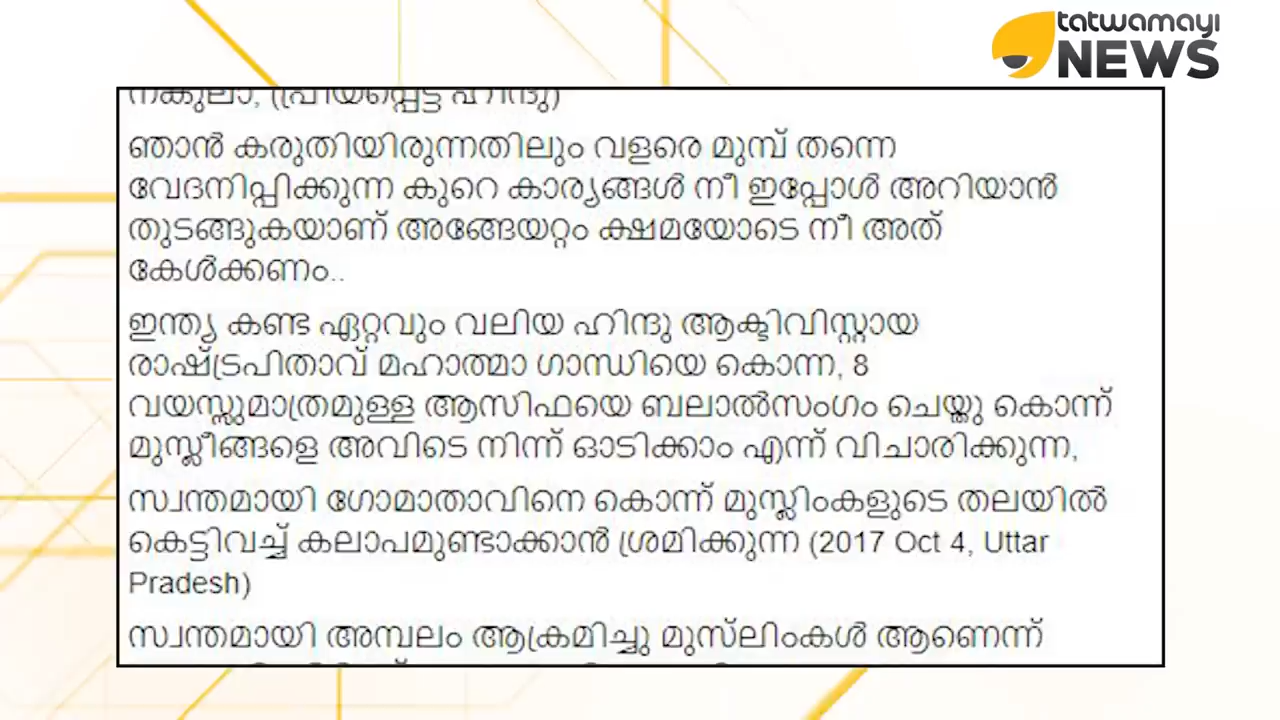 tatwamayi
NEWS
നകുലാ, (പ്രിയപ്പെട്ട ഹിന്ദു)
ഞാൻ കരുതിയിരുന്നതിലും വളരെ മുമ്പ് തന്നെ
വേദനിപ്പിക്കുന്ന കുറെ കാര്യങ്ങൾ നീ ഇപ്പോൾ അറിയാൻ
തുടങ്ങുകയാണ് അങ്ങേയറ്റം ക്ഷമയോടെ നീ അത്
കേൾക്കണം..
ഇന്ത്യ കണ്ട ഏറ്റവും വലിയ ഹിന്ദു ആക്ടിവിസ്റ്റായ
രാഷ്ട്രപിതാവ് മഹാത്മാ ഗാന്ധിയെ കൊന്ന, 8
വയസ്സുമാത്രമുള്ള ആസിഫയെ ബലാൽസംഗം ചെയ്തു കൊന്ന്
മുസ്ലീങ്ങളെ അവിടെ നിന്ന് ഓടിക്കാം എന്ന് വിചാരിക്കുന്ന,
സ്വന്തമായി ഗോമാതാവിനെ കൊന്ന് മുസ്ലിംകളുടെ തലയിൽ
കെട്ടിവച്ച് കലാപമുണ്ടാക്കാൻ ശ്രമിക്കുന്ന (2017 Oct 4, Uttar
Pradesh)
സ്വന്തമായി അമ്പലം ആക്രമിച്ചു മുസ്‌ലിംകൾ ആണെന്ന്